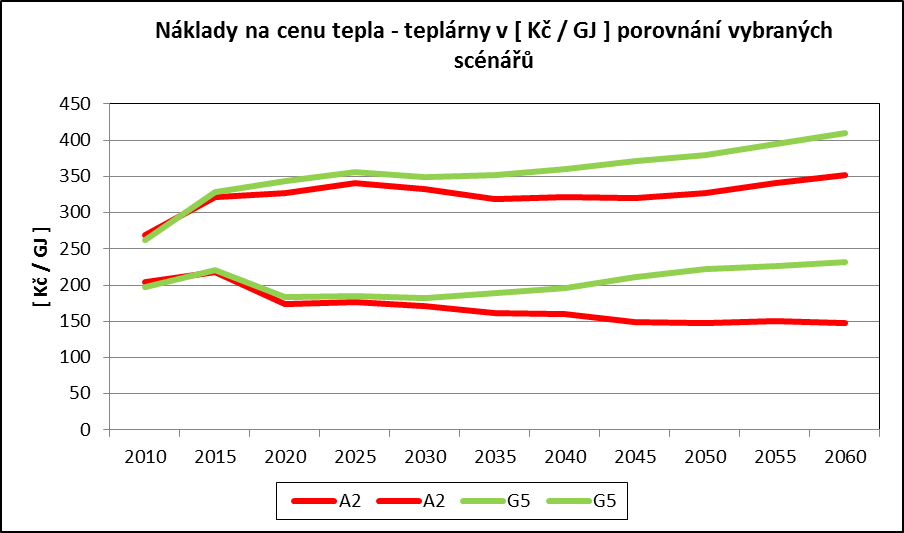 Náklady na cenu tepla - teplárny v [ Kč / GJ ] porovnání vybraných
scénářů
[ Kč / GJ ]
450
400
350
300
250
200
150
100
50
0
2010 2015 2020 2025 2030 2035 2040 2045 2050 2055 2060
A2 A2 G5 G5